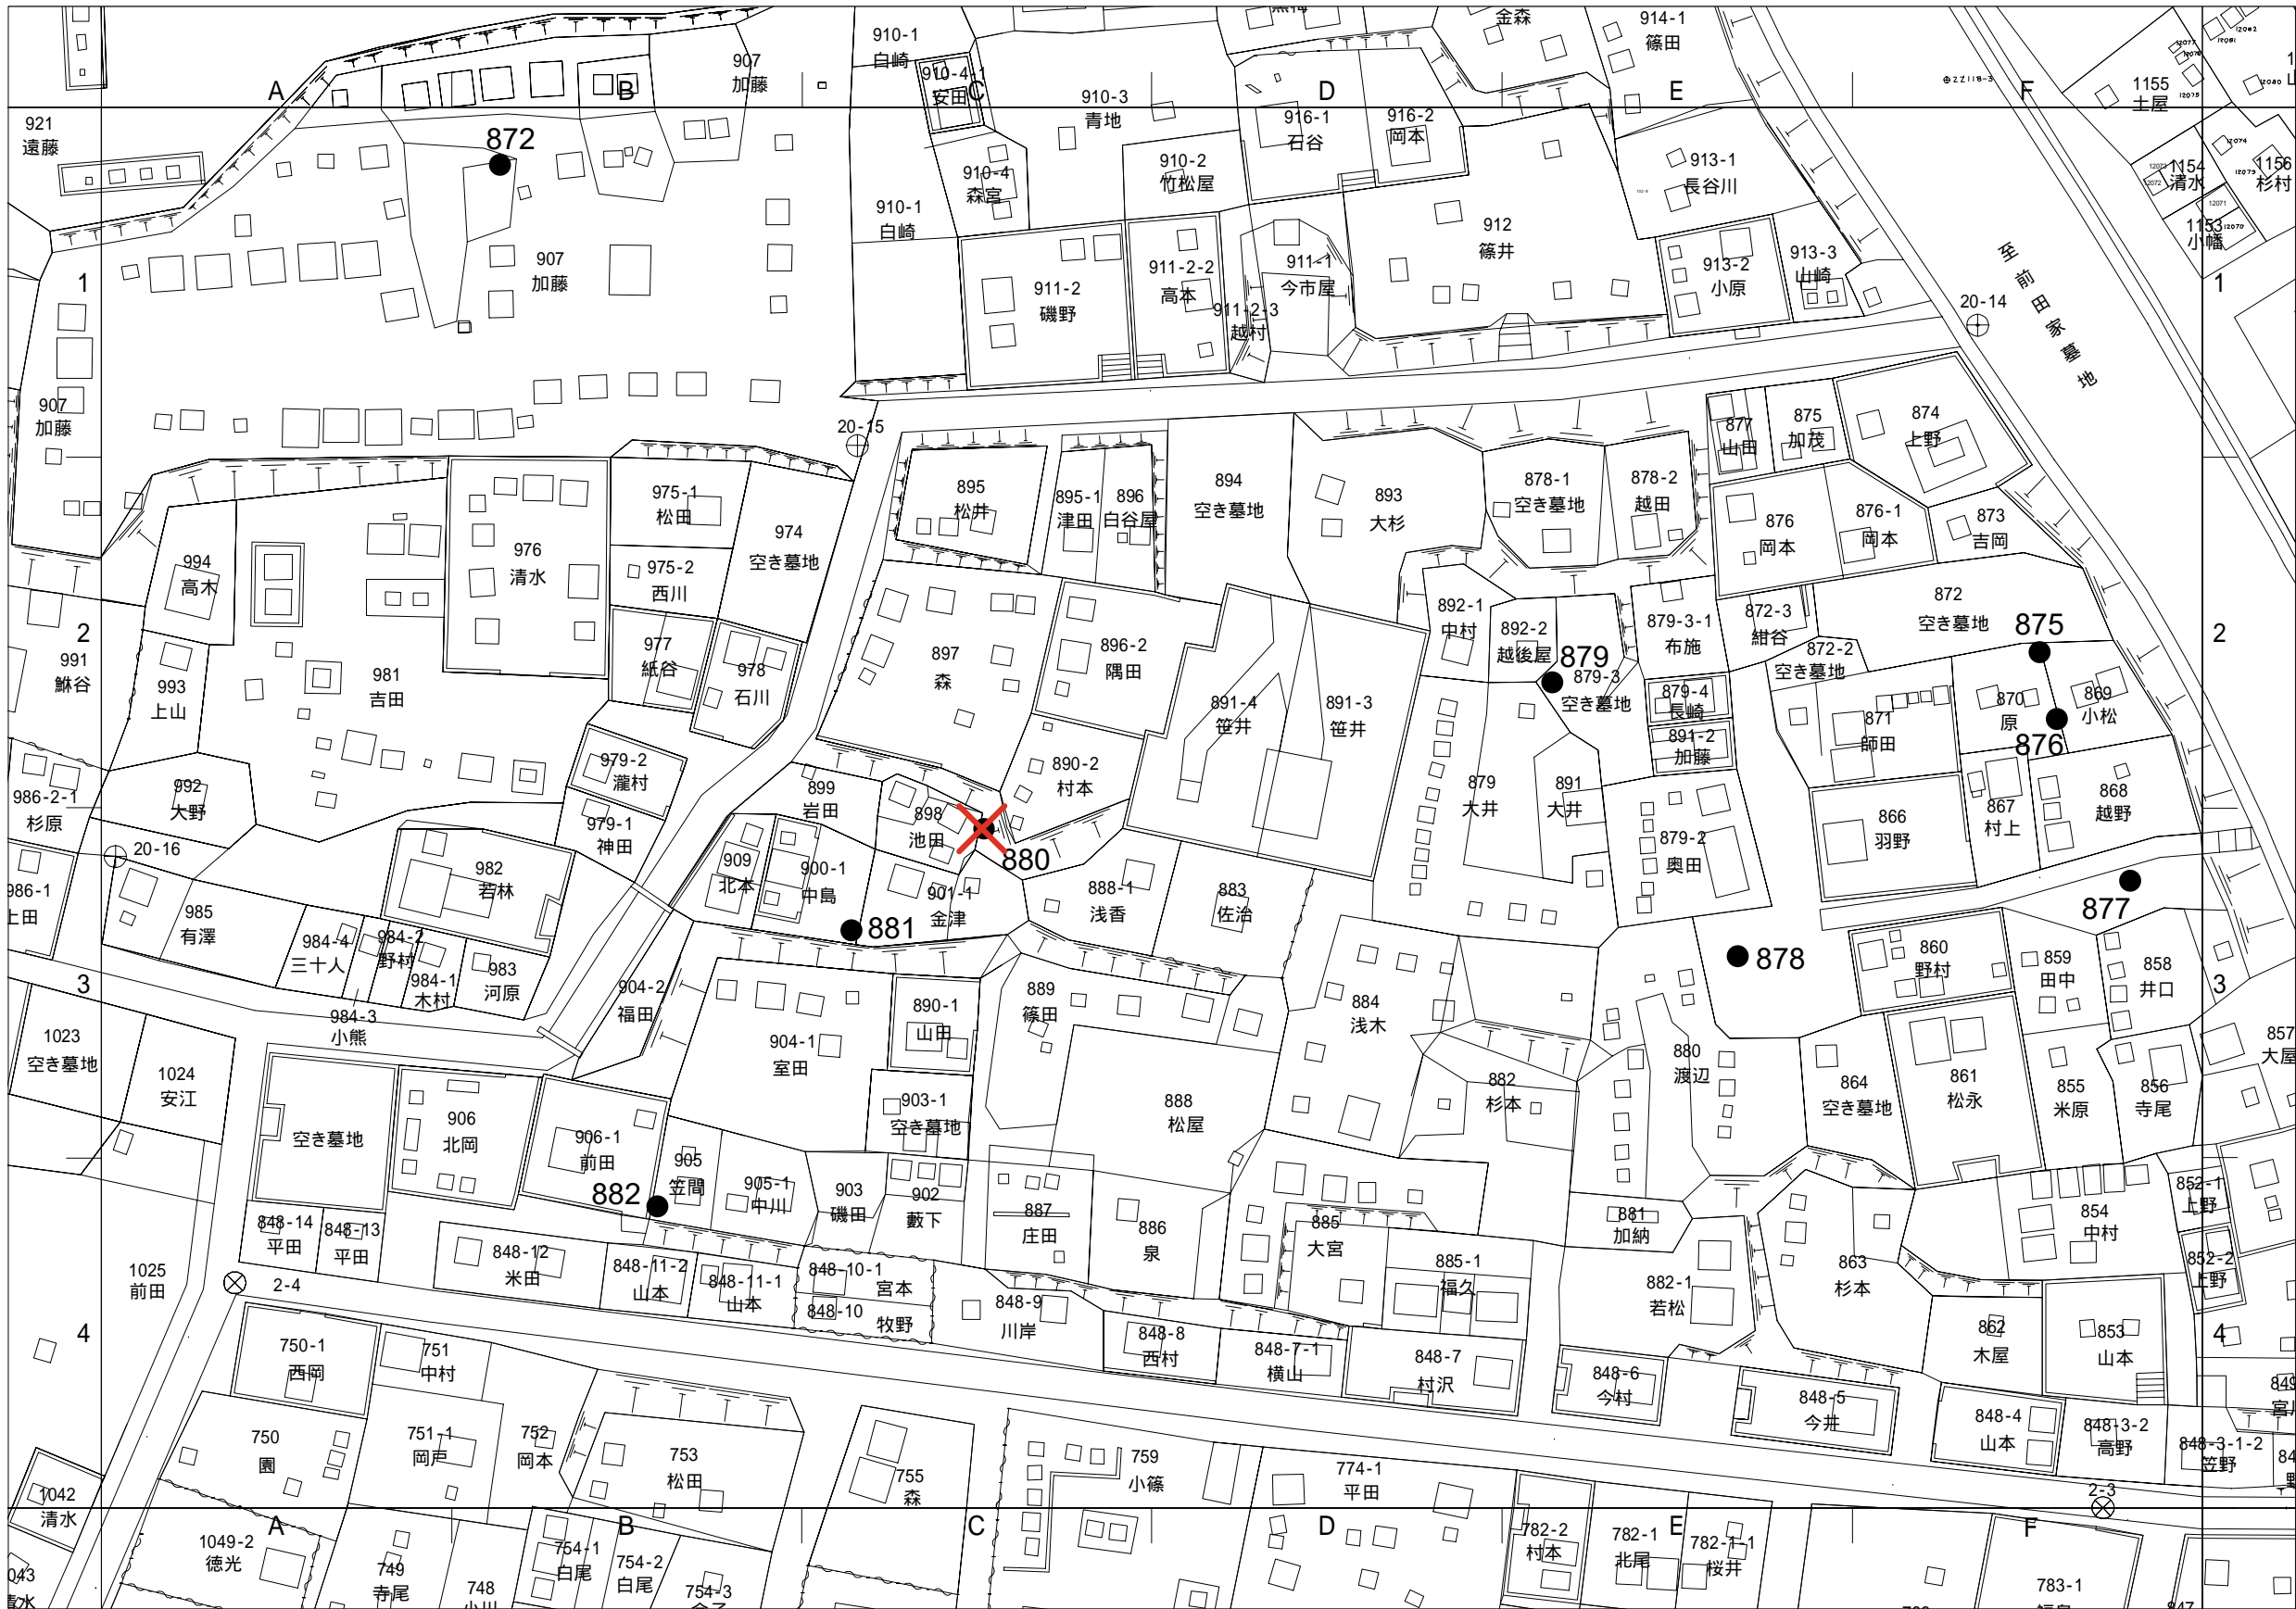 910-1
白崎
910-4-1
安田
907
加藤
金森
914-1
篠田
A
B
C
D
E
F
⊕22118-3
1155
土屋
921
遠藤
872
910-3
青地
916-1
石谷
916-2
岡本
910-4
森宮
910-2
竹松屋
913-1
長谷川
1154
清水
1156
杉村
1153
小幡
12074
12073
12072
12071
12070
910-1
白崎
912
篠井
907
加藤
1
911-2
磯野
911-2-2
高本
911-1
今市屋
911-2-3
越村
913-2
小原
913-3
山崎
1
20-14
至前田家墓地
907
加藤
20-15
877
山田
875
加茂
874
上野
895
松井
895-1
津田
896
白谷屋
894
空き墓地
893
大杉
878-1
空き墓地
878-2
越田
876
岡本
876-1
岡本
873
吉岡
975-1
松田
974
空き墓地
976
清水
975-2
西川
994
高木
2
991
鮴谷
993
上山
981
吉田
977
紙谷
978
石川
897
森
896-2
隅田
892-1
中村
892-2
越後屋
879
879-3
空き墓地
879-3-1
布施
872-3
紺谷
872-2
空き墓地
872
空き墓地
875
2
891-4
笹井
891-3
笹井
879-4
長崎
891-2
加藤
871
師田
870
原
869
小松
876
979-2
瀧村
979-1
神田
992
大野
986-2-1
杉原
899
岩田
898
池田
890-2
村本
880
879
大井
891
大井
879-2
奥田
866
羽野
867
村上
868
越野
20-16
986-1
上田
982
若林
985
有澤
909
北本
900-1
中島
901-1
金津
881
888-1
浅香
883
佐治
877
878
984-4
三十人
984-2
野村
984-1
木村
983
河原
984-3
小熊
904-2
福田
890-1
山田
889
篠田
884
浅木
860
野村
859
田中
858
井口
3
3
1023
空き墓地
1024
安江
904-1
室田
880
渡辺
857
大屋
864
空き墓地
861
松永
855
米原
856
寺尾
空き墓地
906
北岡
906-1
前田
903-1
空き墓地
888
松屋
882
杉本
882
905
笠間
905-1
中川
903
磯田
902
藪下
887
庄田
886
泉
885
大宮
881
加納
852-1
上野
854
中村
852-2
上野
848-14
平田
848-13
平田
848-12
米田
848-11-2
山本
848-11-1
山本
848-10-1
宮本
848-10
牧野
848-9
川岸
885-1
福久
882-1
若松
863
杉本
1025
前田
2-4
4
750-1
西岡
751
中村
848-8
西村
848-7-1
横山
848-7
村沢
848-6
今村
848-5
今井
862
木屋
853
山本
4
848-4
山本
848-3-2
高野
848-3-1-2
笠野
750
園
751-1
岡戸
752
岡本
753
松田
755
森
759
小篠
774-1
平田
2-3
1042
清水
A
B
C
D
E
F
1049-2
徳光
749
寺尾
748
754-1
白尾
754-2
白尾
754-3
782-2
村本
782-1
北尾
782-1-1
桜井
783-1